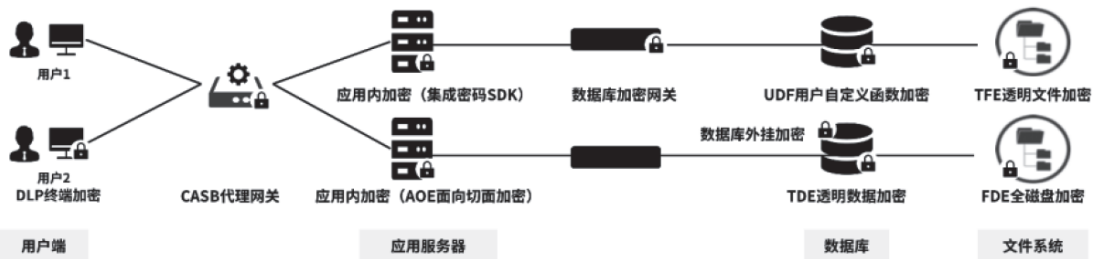 用户1
用户2
DLP终端加密
CASB代理网关
应用内加密（集成密码SDK）
应用内加密（AOE面向切面加密）
数据库加密网关
UDF用户自定义函数加密
数据库外挂加密
TDE透明数据加密
TFE透明文件加密
FDE全磁盘加密
用户端
应用服务器
数据库
文件系统